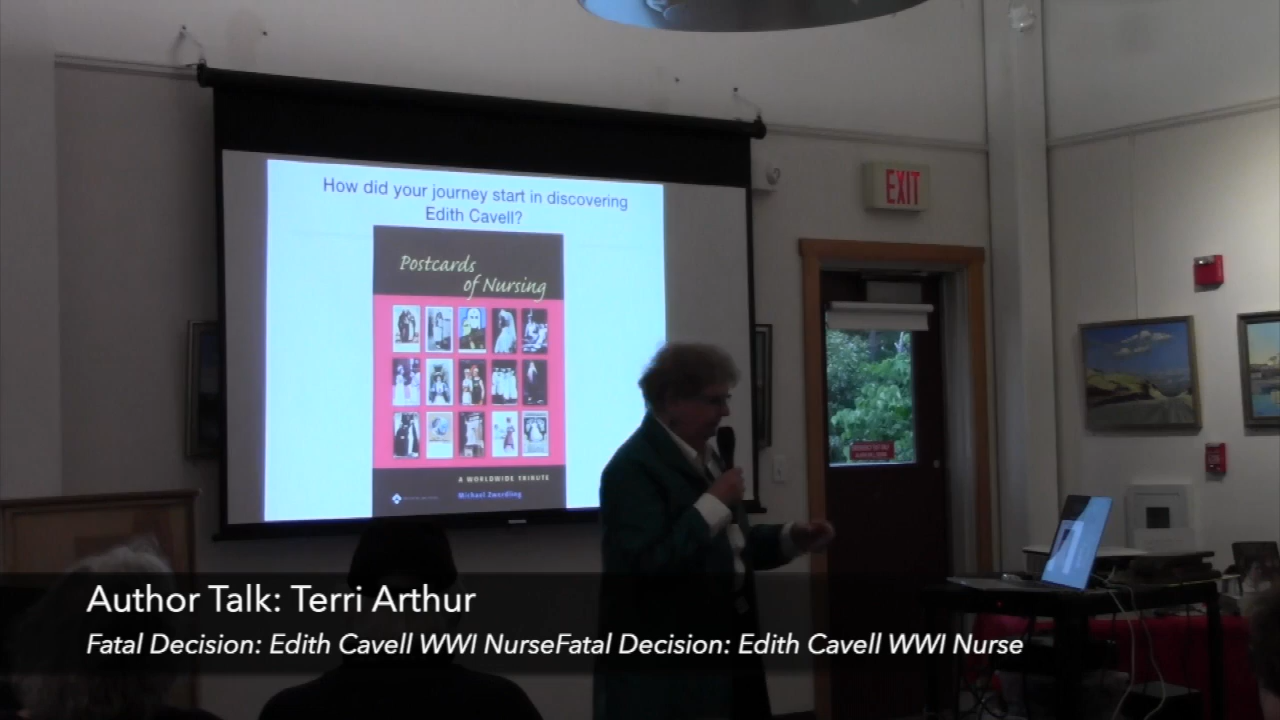 How did your journey start in discovering
Edith Cavell?
Postcards
of Nursing
A WORLDWIDE TRIBUTE
Michael Zwerdling
EXIT
Author Talk: Terri Arthur
Fatal Decision: Edith Cavell WWI NurseFatal Decision: Edith Cavell WWI Nurse